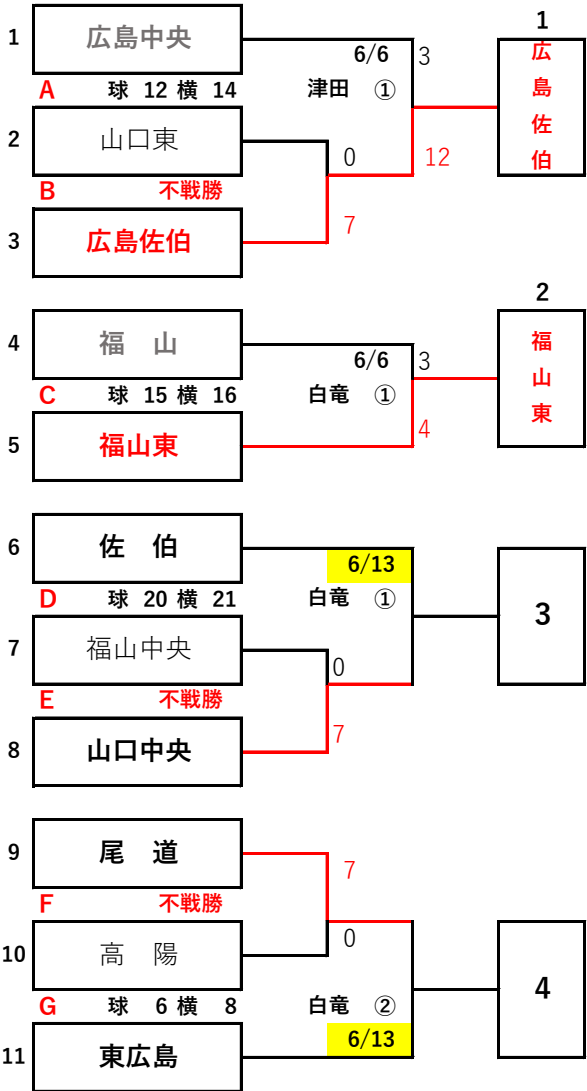 1 広島中央
A 球 12 横 14
6/6 3
津田 ①
2 山口東
0
12
B 不戦勝
3 広島佐伯
7
1
広島佐伯
4 福 山
6/6 3
C 球 15 横 16
白竜 ①
5 福山東
4
2
福山東
6 佐 伯
6/13
D 球 20 横 21
白竜 ①
7 福山中央
0
E 不戦勝
8 山口中央
7
3
9 尾 道
7
F 不戦勝
10 高 陽
0
G 球 6 横 8
白竜 ②
11 東広島
6/13
4